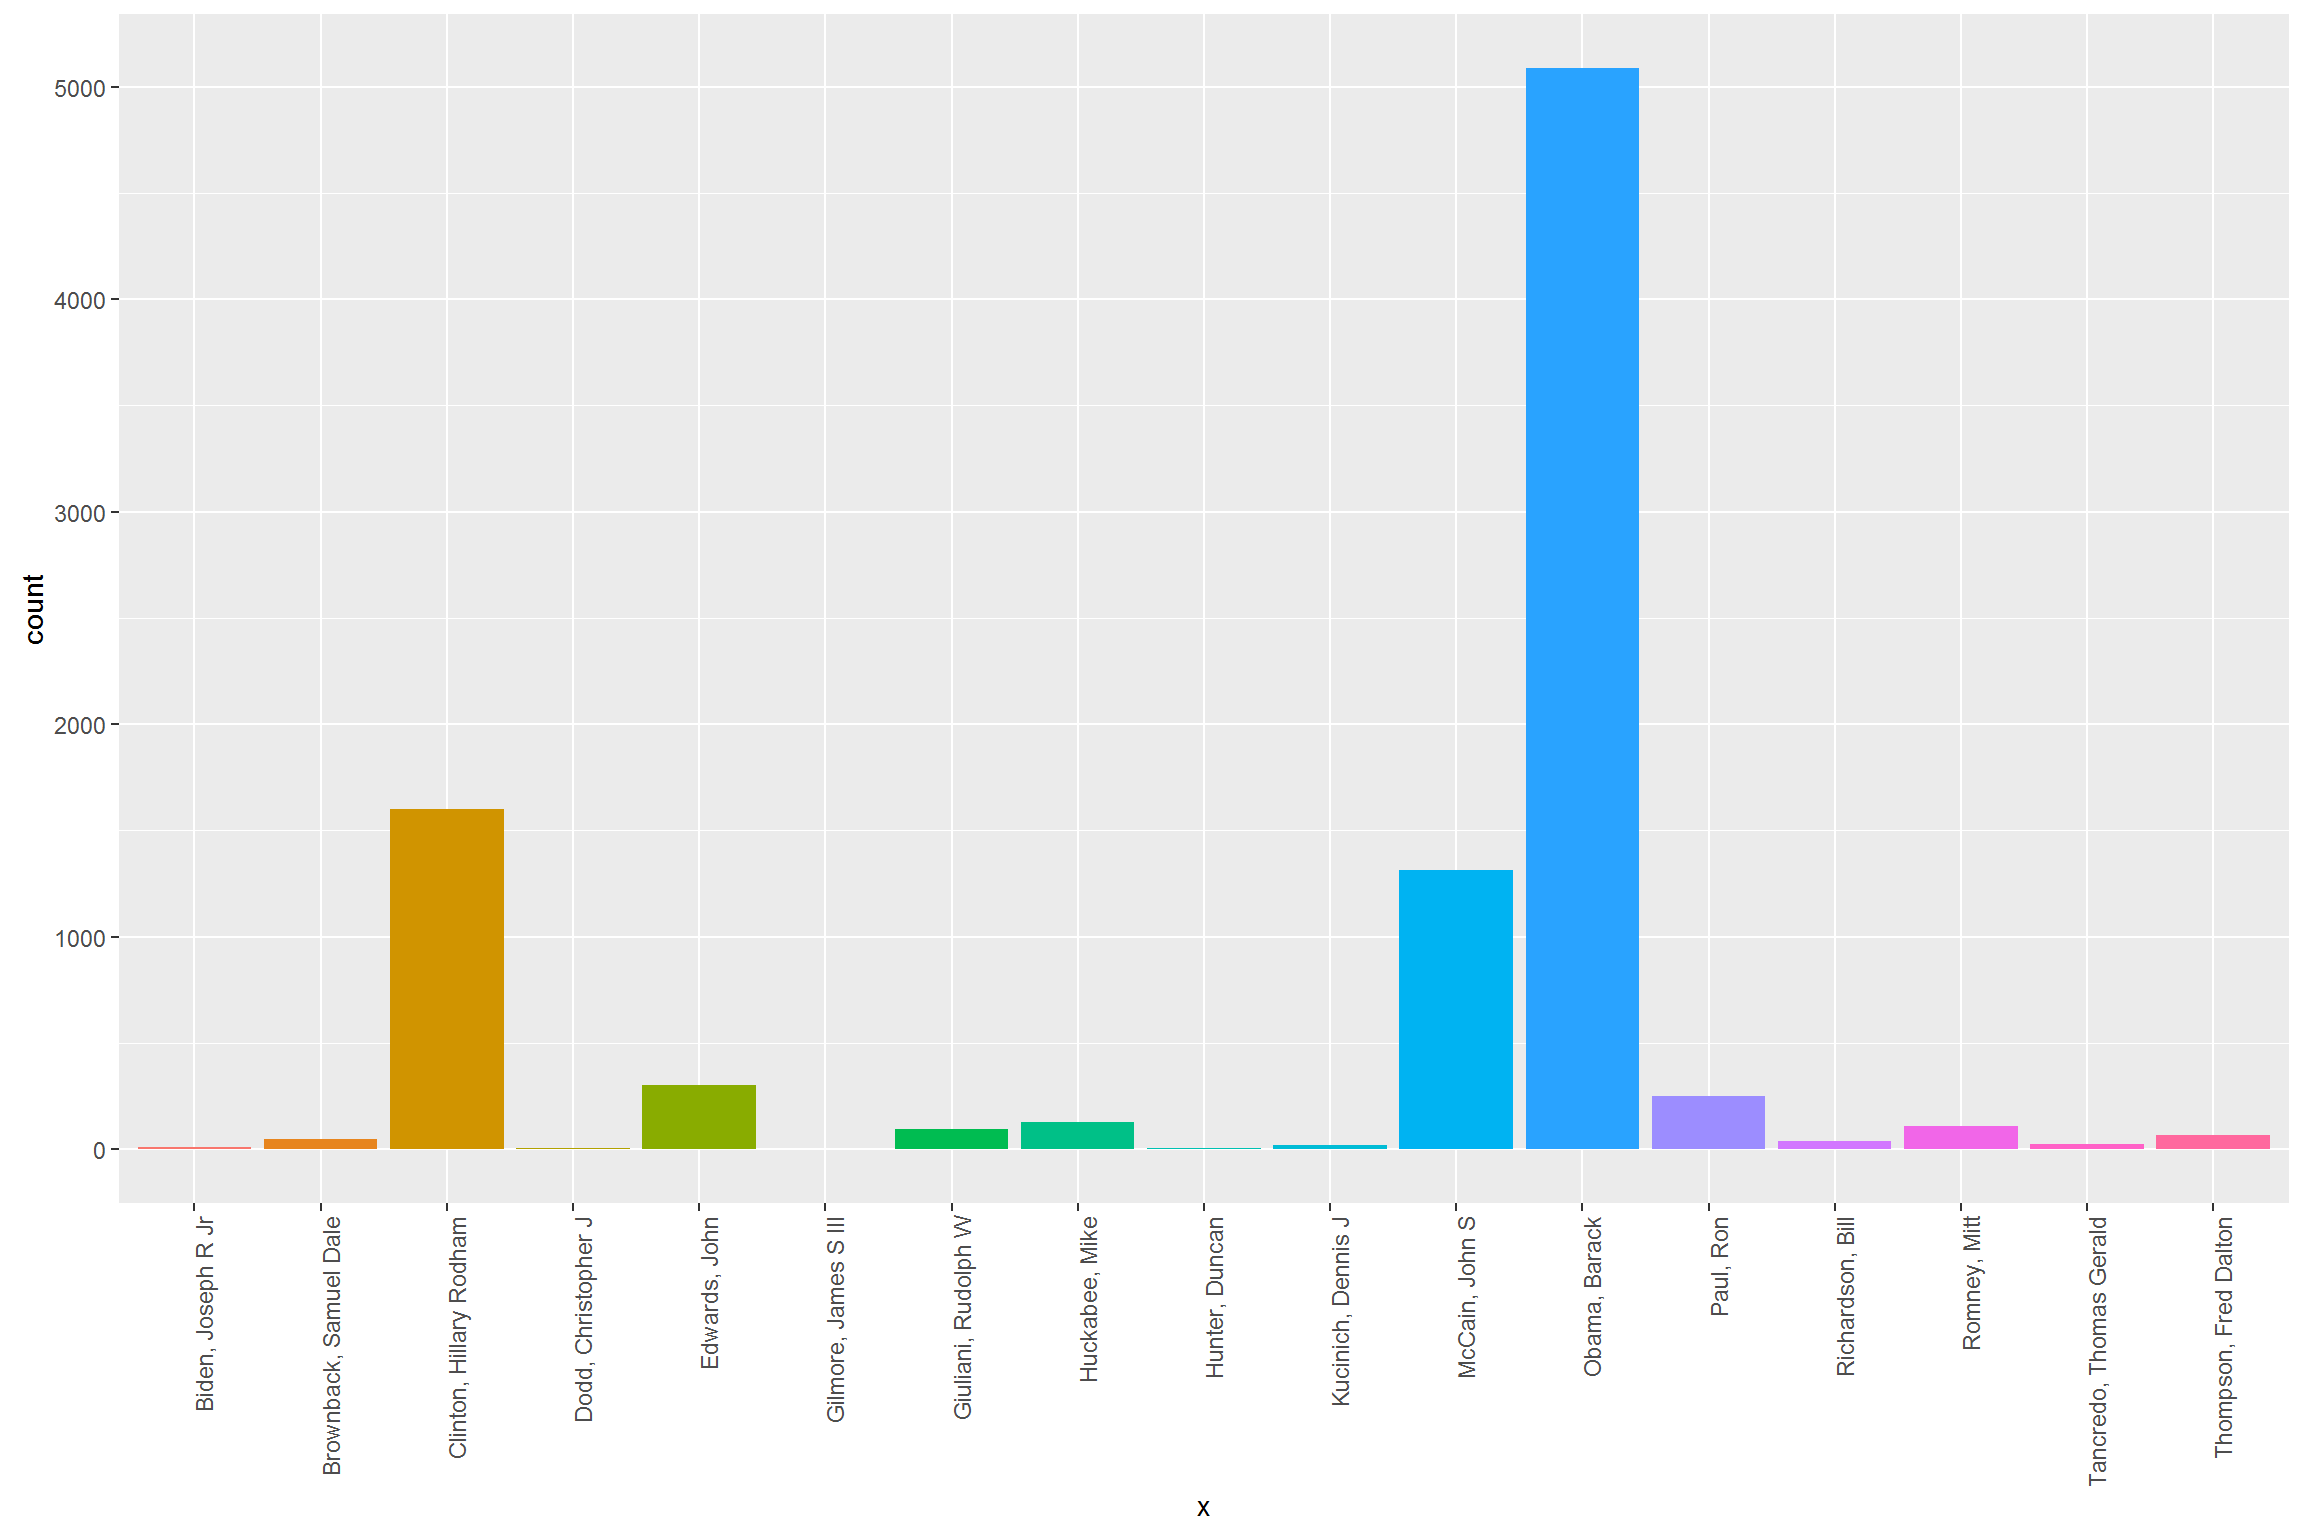 5000
4000
3000
2000
1000
0
count
Biden, Joseph R Jr
Brownback, Samuel Dale
Clinton, Hillary Rodham
Dodd, Christopher J
Edwards, John
Gilmore, James S III
Giuliani, Rudolph W
Huckabee, Mike
Hunter, Duncan
Kucinich, Dennis J
McCain, John S
Obama, Barack
Paul, Ron
Richardson, Bill
Romney, Mitt
Tancredo, Thomas Gerald
Thompson, Fred Dalton
x